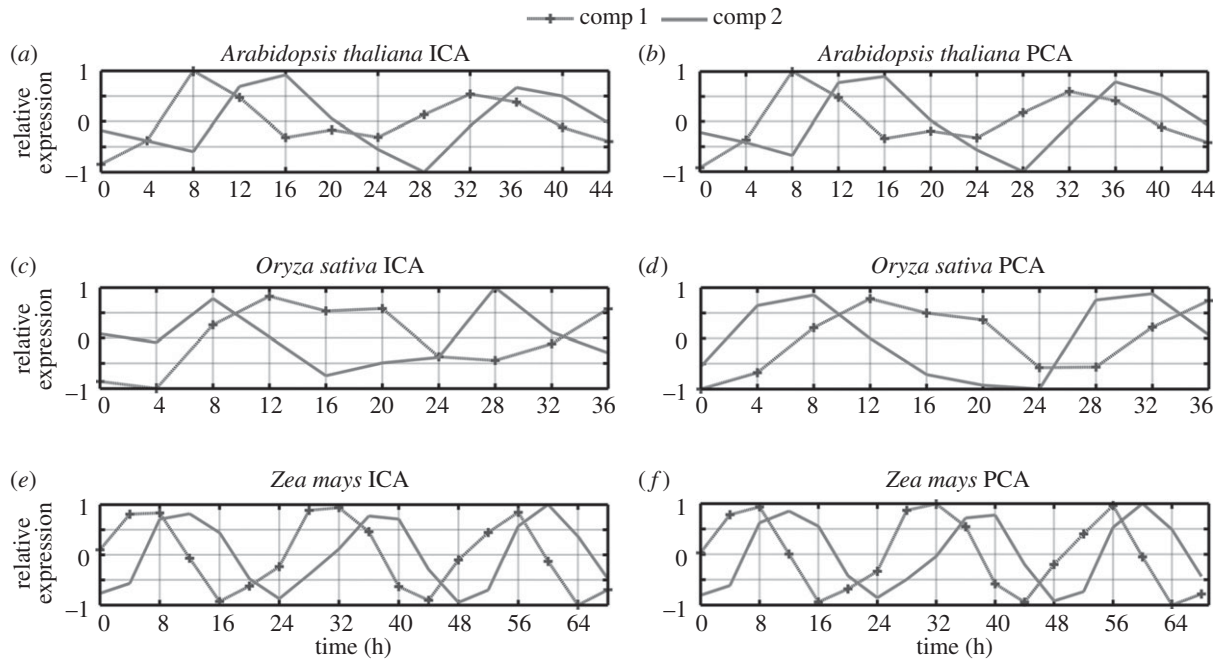 comp 1 comp 2
(a) Arabidopsis thaliana ICA
(b) Arabidopsis thaliana PCA
relative
expression
1
0
–1
0 4 8 12 16 20 24 28 32 36 40 44
0 4 8 12 16 20 24 28 32 36 40 44
(c) Oryza sativa ICA
(d) Oryza sativa PCA
relative
expression
1
0
–1
0 4 8 12 16 20 24 28 32 36
0 4 8 12 16 20 24 28 32 36
(e) Zea mays ICA
(f) Zea mays PCA
relative
expression
1
0
–1
0 8 16 24 32 40 48 56 64
0 8 16 24 32 40 48 56 64
time (h)
time (h)
1
0
–1
1
0
–1
1
0
–1